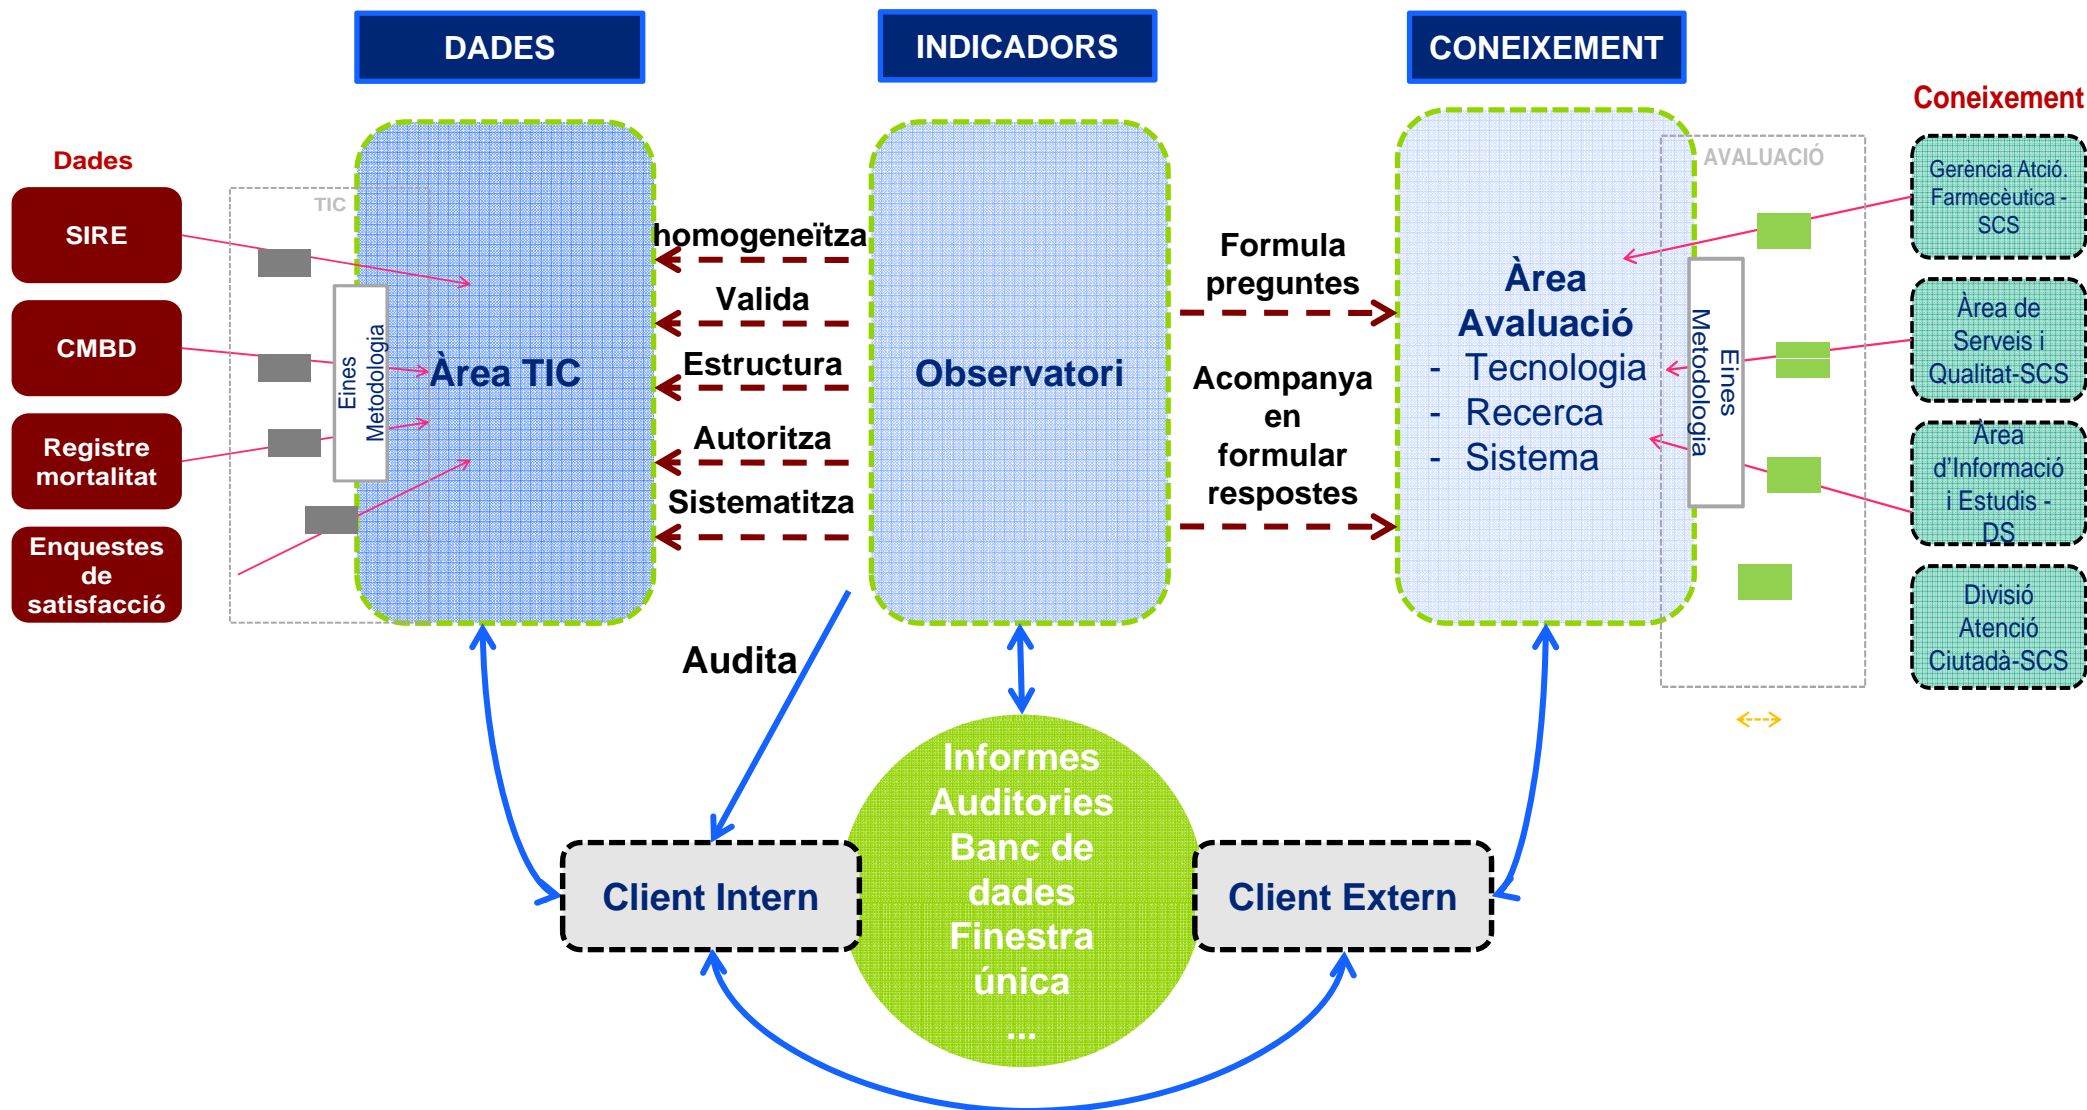 DADES
INDICADORS
CONEIXEMENT
Dades
SIRE
CMBD
Registre
mortalitat
Enquestes
de
satisfacció
TIC
Eines
Metodologia
Àrea TIC
homogeneïtza
Valida
Estructura
Autoritza
Sistematitza
Audita
Observatori
Formula
preguntes
Acompanya
en
formular
respostes
Àrea
Avaluació
- Tecnologia
- Recerca
- Sistema
AVALUACIÓ
Eines
Metodologia
Coneixement
Gerència Atció.
Farmecèutica -
SCS
Àrea de
Serveis i
Qualitat-SCS
Àrea
d’Informació
i Estudis -
DS
Divisió
Atenció
Ciutadà-SCS
Informes
Auditories
Banc de
dades
Finestra
única
...
Client Intern
Client Extern